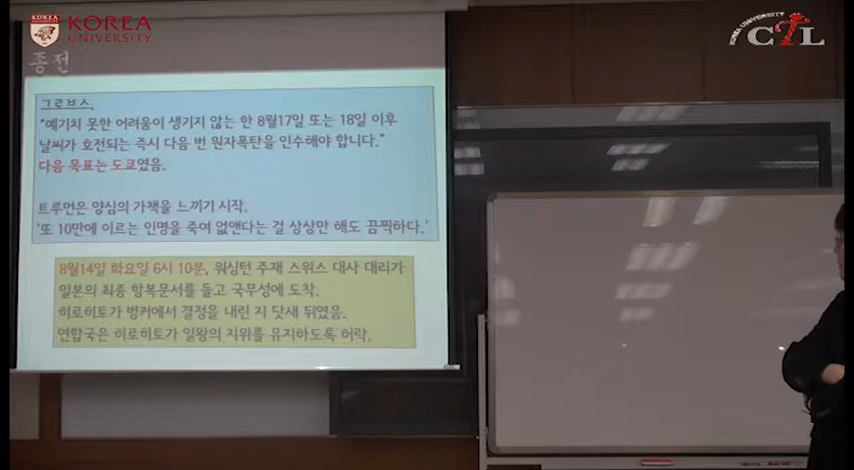 KOREA
KOREA
UNIVERSITY
KOREA UNIVERSITY
CTL
종전
그로브스,
"예기치 못한 어려움이 생기지 않는 한 8월17일 또는 18일 이후
날씨가 호전되는 즉시 다음 번 원자폭탄을 인수해야 합니다."
다음 목표는 도쿄였음.
트루먼은 양심의 가책을 느끼기 시작.
'또 10만에 이르는 인명을 죽여 없앤다는 걸 상상만 해도 끔찍하다.'
8월14일 화요일 6시 10분, 워싱턴 주재 스위스 대사 대리가
일본의 최종 항복문서를 들고 국무성에 도착.
히로히토가 벙커에서 결정을 내린 지 닷새 뒤였음.
연합국은 히로히토가 일왕의 지위를 유지하도록 허락.